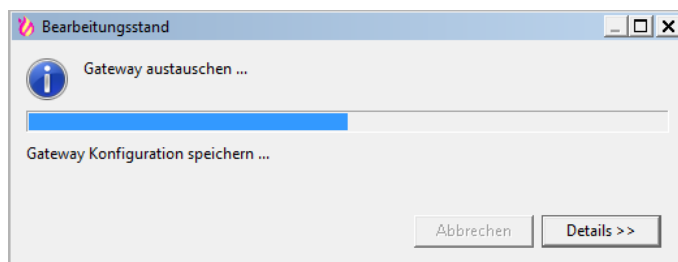 Bearbeitungsstand
Gateway austauschen ...
Gateway Konfiguration speichern ...
Abbrechen
Details >>